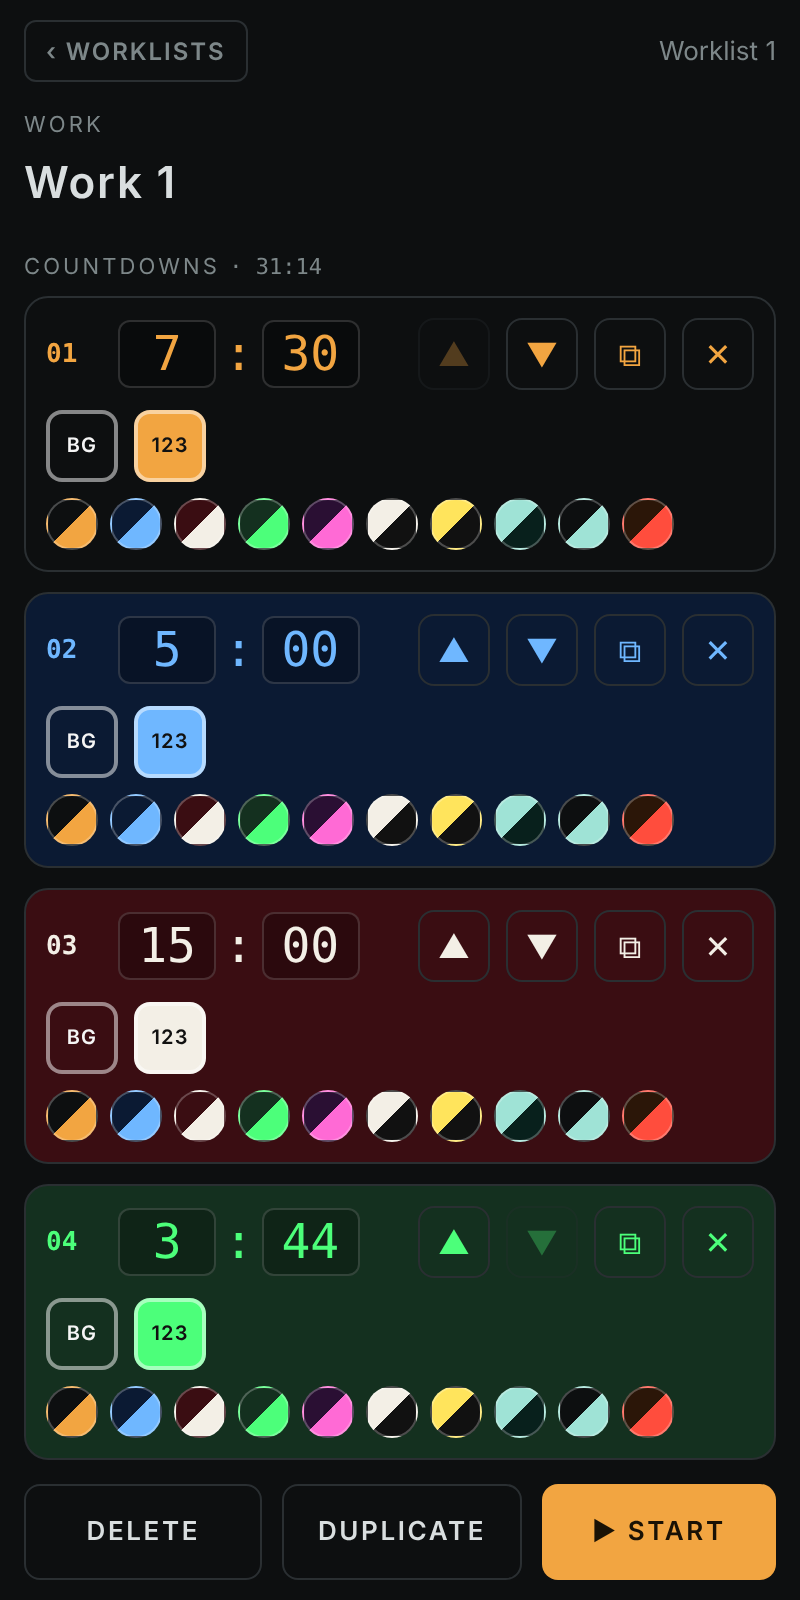 ‹ WORKLISTS
Worklist 1
WORK
Work 1
COUNTDOWNS · 31:14
01 7 : 30 ▲ ▼ ⧉ ✕
BG 123
02 5 : 00 ▲ ▼ ⧉ ✕
BG 123
03 15 : 00 ▲ ▼ ⧉ ✕
BG 123
04 3 : 44 ▲ ▼ ⧉ ✕
BG 123
DELETE DUPLICATE ▶ START